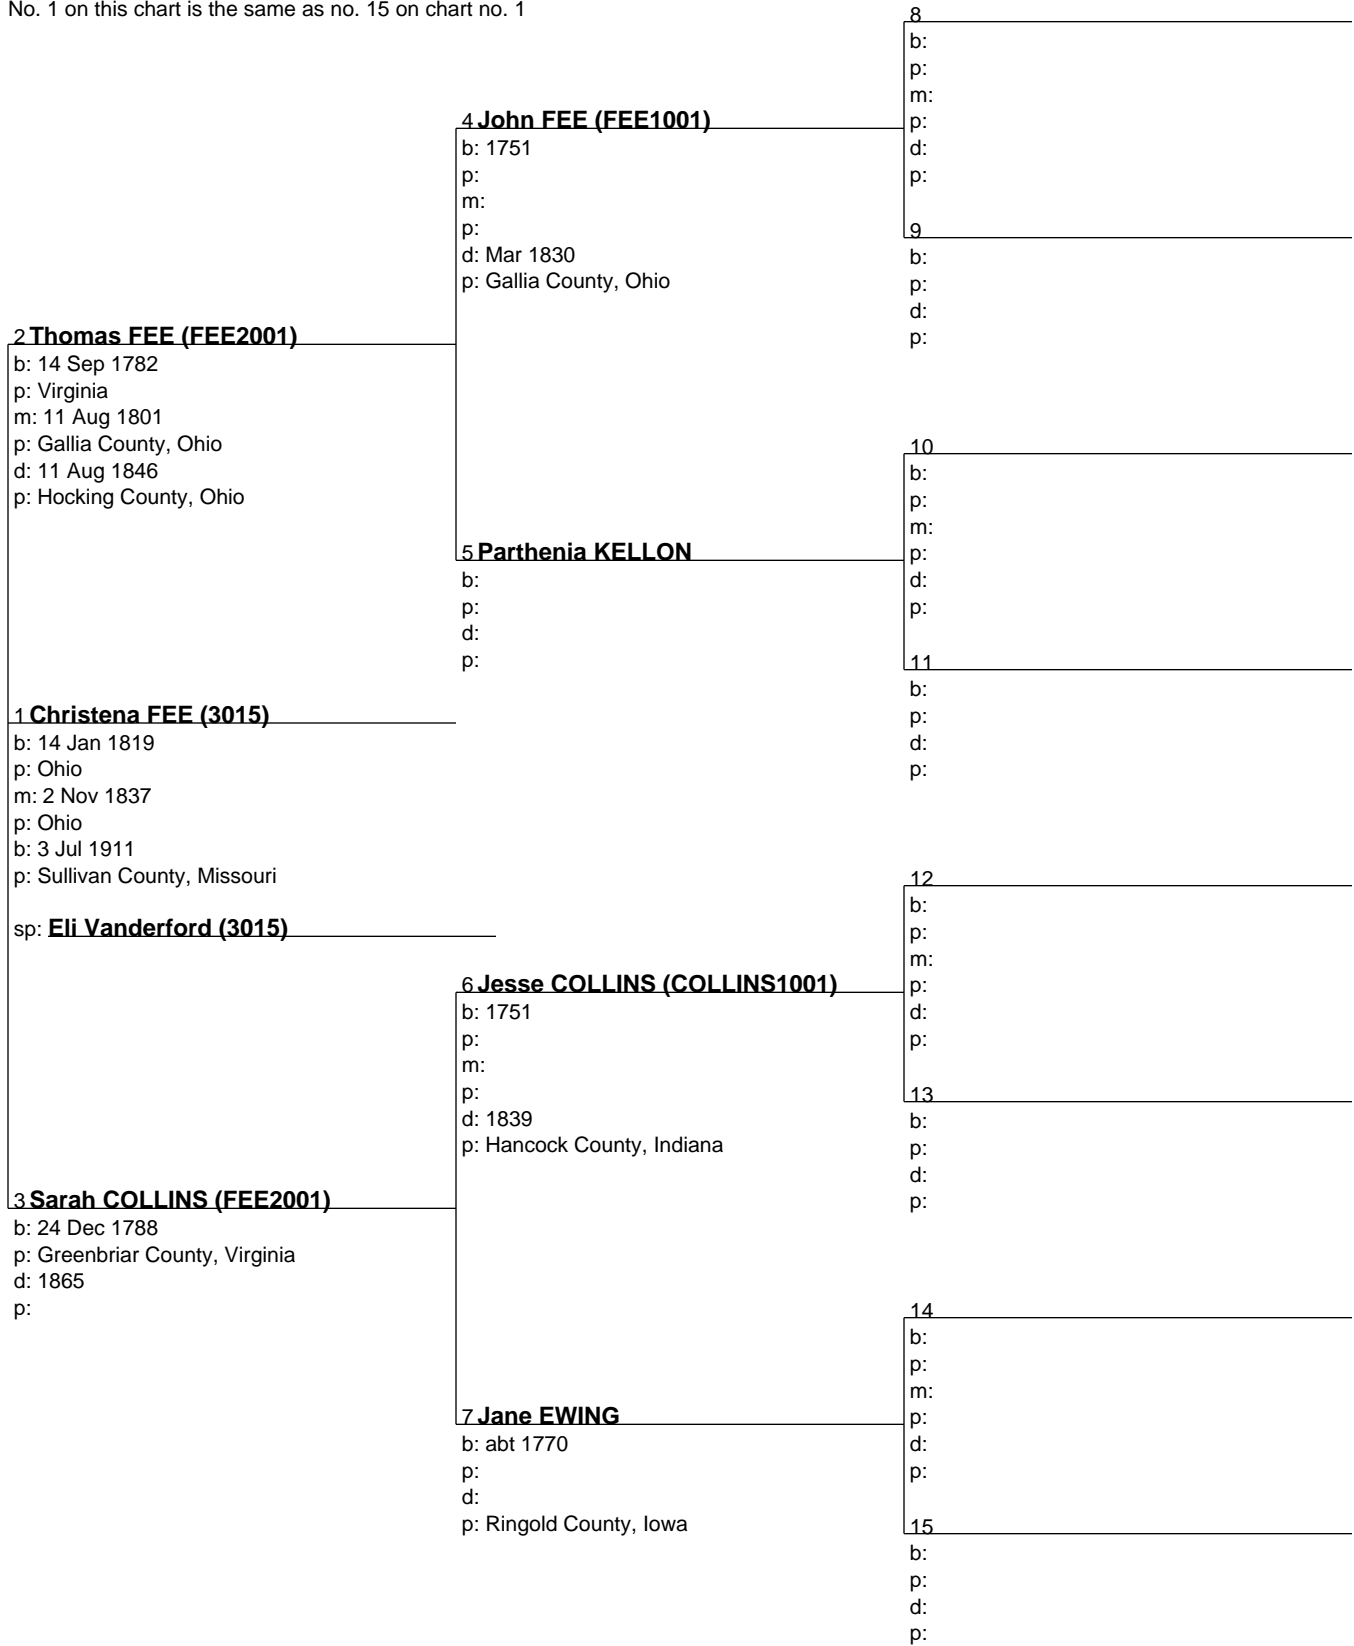 No. 1 on this chart is the same as no. 15 on chart no. 1
2 Thomas FEE (FEE2001)
b: 14 Sep 1782
p: Virginia
m: 11 Aug 1801
p: Gallia County, Ohio
d: 11 Aug 1846
p: Hocking County, Ohio
1 Christena FEE (3015)
b: 14 Jan 1819
p: Ohio
m: 2 Nov 1837
p: Ohio
b: 3 Jul 1911
p: Sullivan County, Missouri
sp: Eli Vanderford (3015)
3 Sarah COLLINS (FEE2001)
b: 24 Dec 1788
p: Greenbriar County, Virginia
d: 1865
p:
4 John FEE (FEE1001)
b: 1751
p:
m:
p:
d: Mar 1830
p: Gallia County, Ohio
5 Parthenia KELLON
b:
p:
d:
p:
6 Jesse COLLINS (COLLINS1001)
b: 1751
p:
m:
p:
d: 1839
p: Hancock County, Indiana
7 Jane EWING
b: abt 1770
p:
d:
p: Ringold County, Iowa
8
b:
p:
m:
p:
d:
p:
9
b:
p:
d:
p:
10
b:
p:
m:
p:
d:
p:
11
b:
p:
d:
p:
12
b:
p:
m:
p:
d:
p:
13
b:
p:
d:
p:
14
b:
p:
m:
p:
d:
p:
15
b:
p:
d:
p: